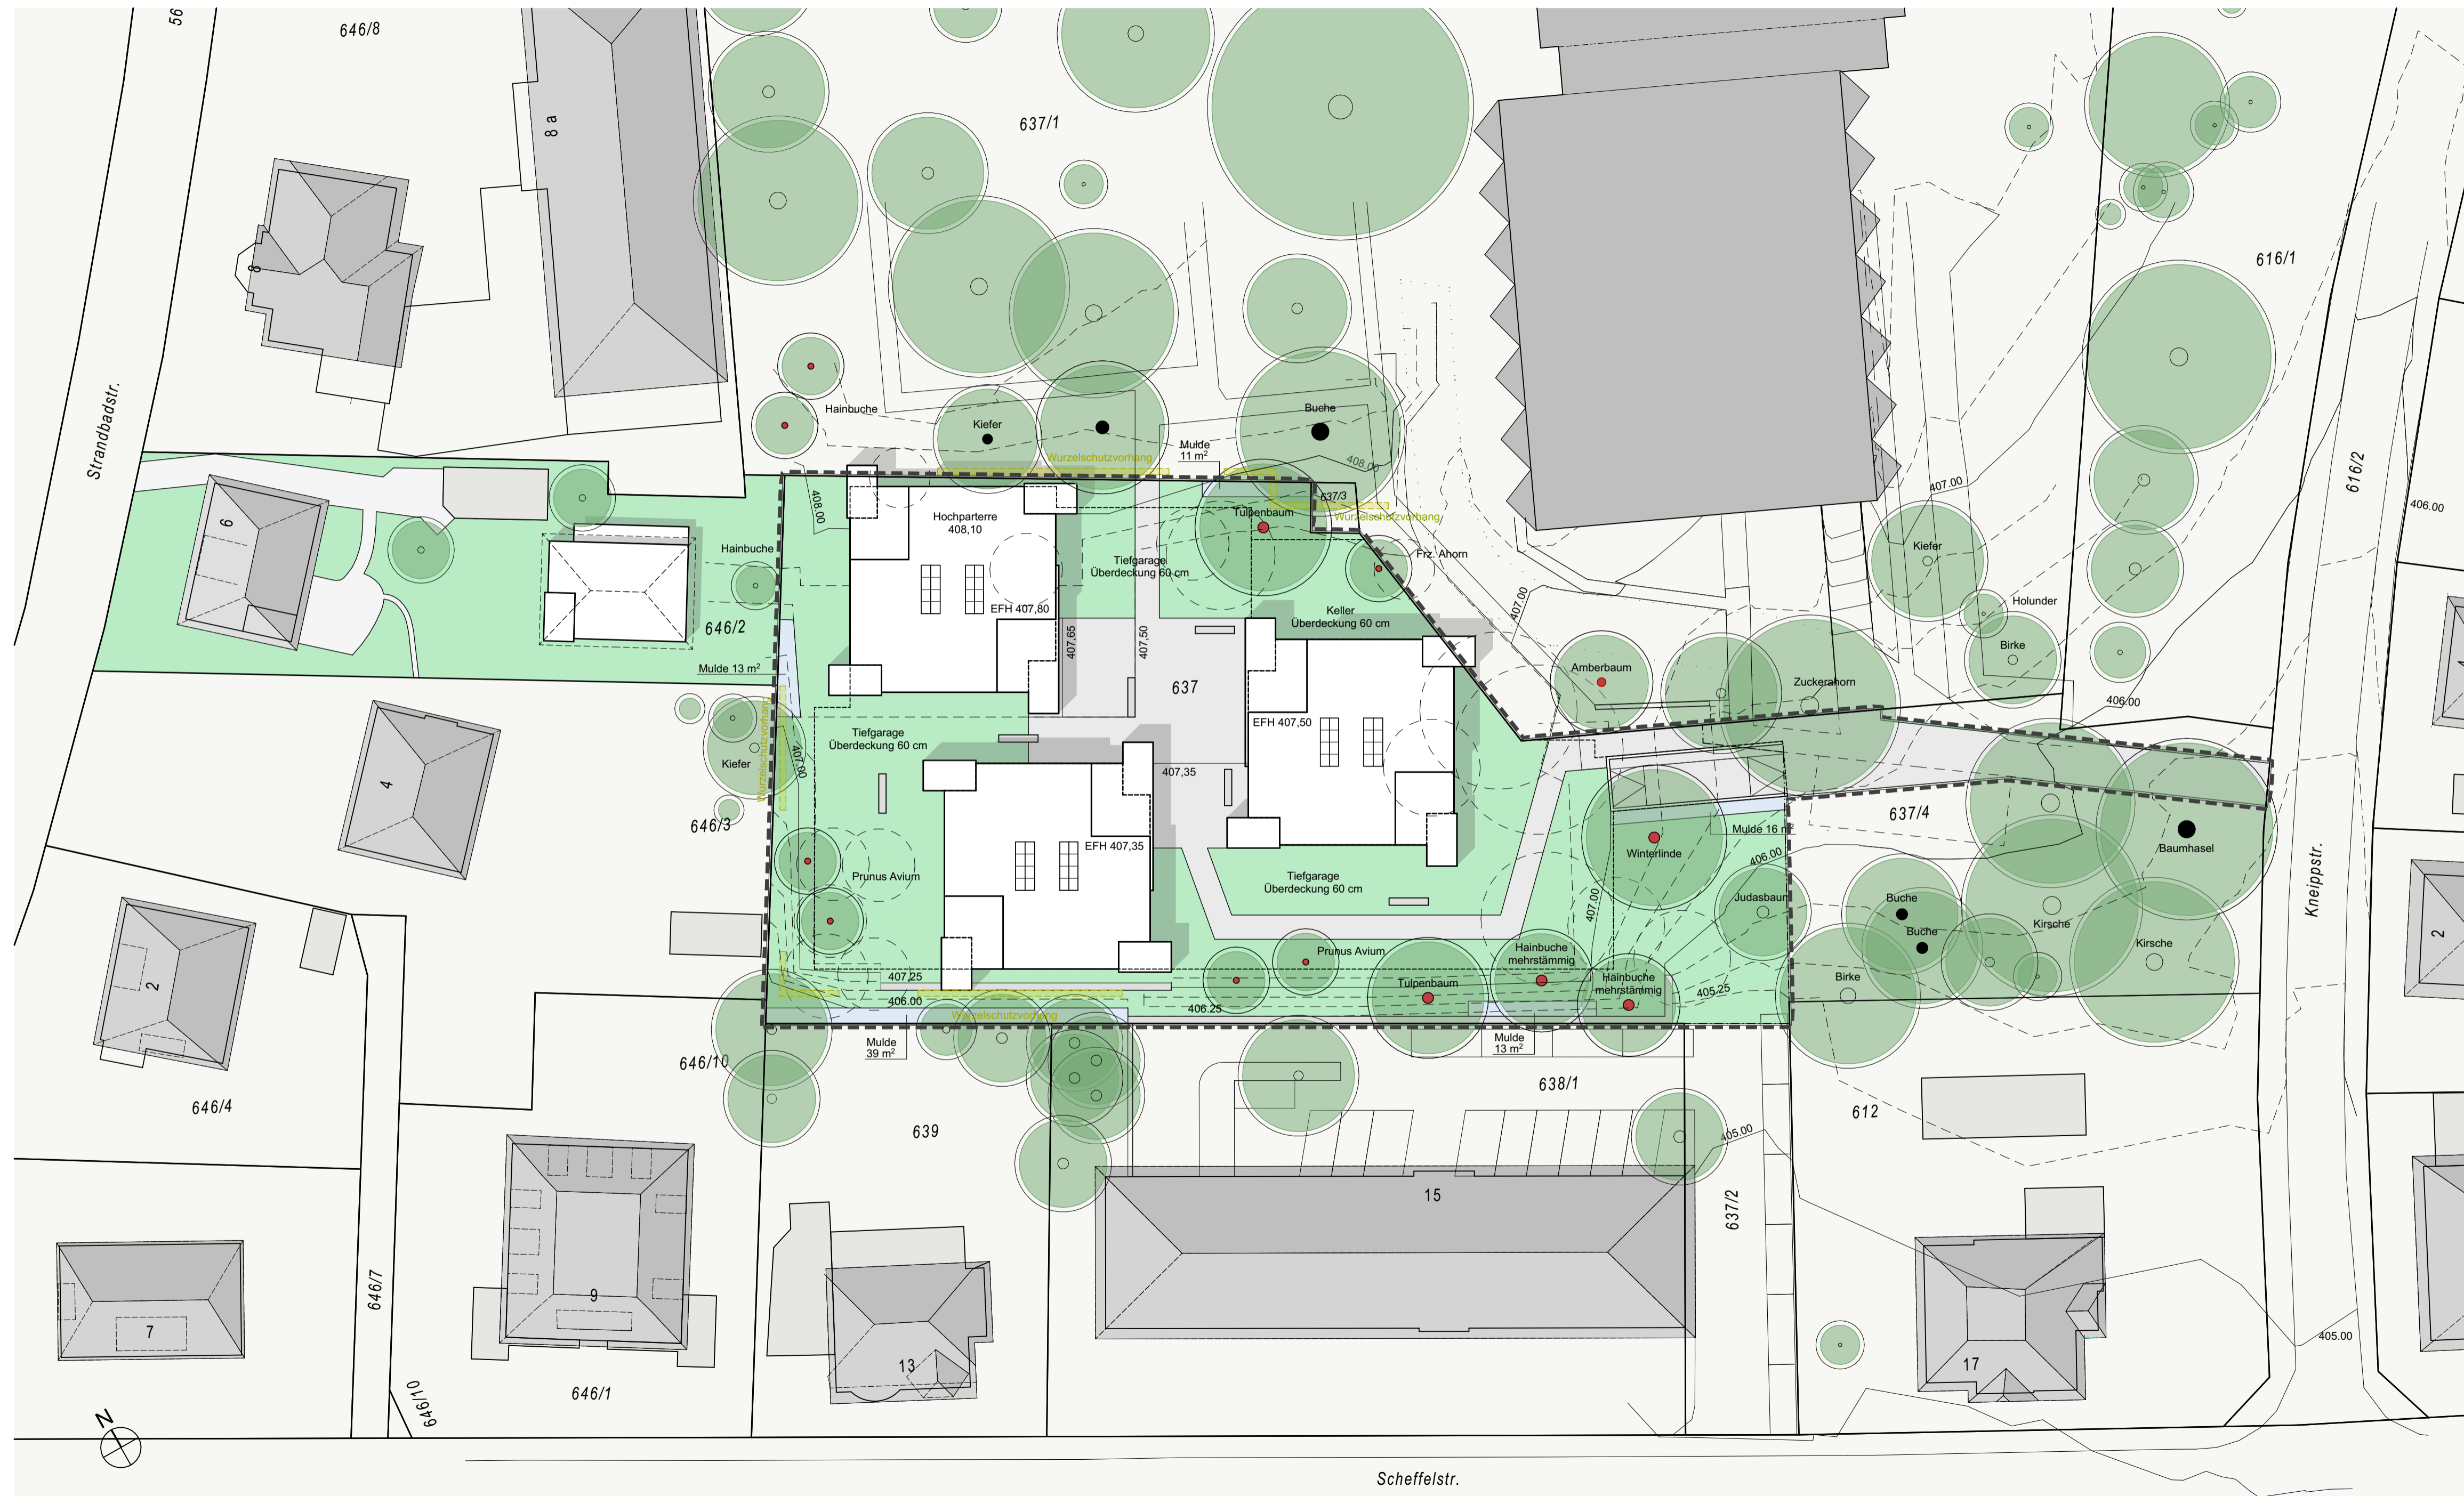 56
646/8
8 a
637/1
8
616/1
Strandbadstr.
616/2
Hainbuche
Kiefer
Buche
Mulde
11 m²
Wurzelschutzvorhang
408.00
407.00
406.00
6
408.00
Hochparterre
408,10
637/3
Tulpenbaum
Wurzelschutzvorhang
Hainbuche
Tiefgarage
Überdeckung 60 cm
Frz. Ahorn
Kiefer
EFH 407,80
Keller
Überdeckung 60 cm
407.00
Holunder
646/2
407,65
407,50
Birke
Mulde 13 m²
637
Amberbaum
Zuckerahorn
4
406.00
EFH 407,50
Tiefgarage
Überdeckung 60 cm
Kiefer
Wurzelschutzvorhang
407.00
407,35
4
646/3
637/4
Mulde 16 m²
EFH 407,35
Winterlinde
406.00
Baumhasel
Prunus Avium
Tiefgarage
Überdeckung 60 cm
407.00
Judasbaum
Buche
Kneippstr.
Kirsche
Buche
2
Hainbuche
mehrstämmig
Prunus Avium
Kirsche
2
407,25
Tulpenbaum
Hainbuche
mehrstämmig
Birke
405.25
406.00
406.25
Wurzelschutzvorhang
Mulde
39 m²
Mulde
13 m²
646/10
638/1
646/4
639
612
405.00
15
637/2
646/7
9
7
13
17
405.00
646/1
646/10
N
Scheffelstr.